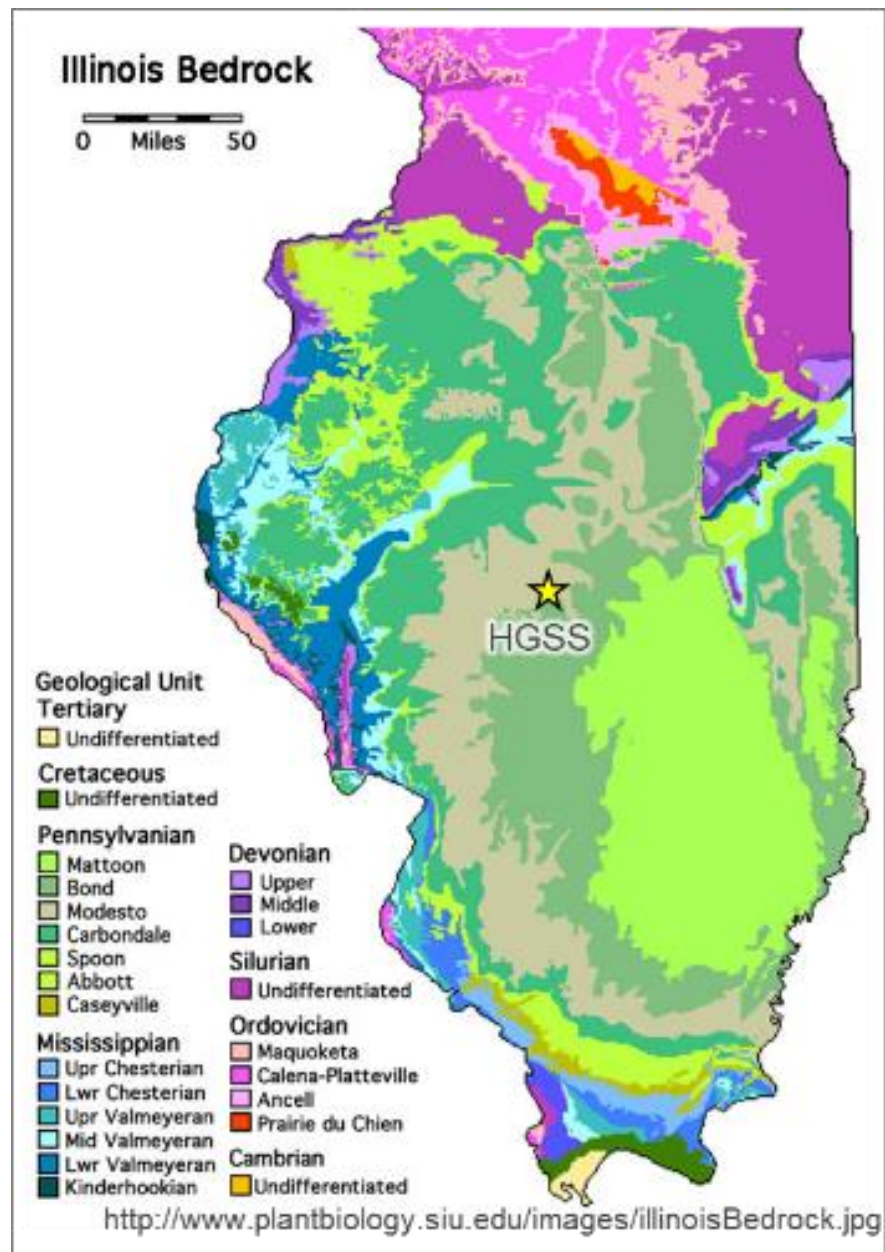 Illinois Bedrock
0 Miles 50
HGSS
Geological Unit
Tertiary
Undifferentiated
Cretaceous
Undifferentiated
Pennsylvanian
Mattoon
Bond
Modesto
Carbondale
Spoon
Abbott
Caseyville
Mississippian
Upr Chesterian
Lwr Chesterian
Upr Valmeyeran
Mid Valmeyeran
Lwr Valmeyeran
Kinderhookian
Devonian
Upper
Middle
Lower
Silurian
Undifferentiated
Ordovician
Maquoketa
Calena-Platteville
Ancell
Prairie du Chien
Cambrian
Undifferentiated
http://www.plantbiology.siu.edu/images/illinoisBedrock.jpg